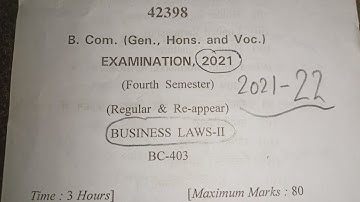 42398
B. Com. (Gen., Hons. and Voc.)
EXAMINATION, 2021
(Fourth Semester)
2021-22
(Regular & Re-appear)
BUSINESS LAWS-II
BC-403
Time : 3 Hours] [Maximum Marks : 80